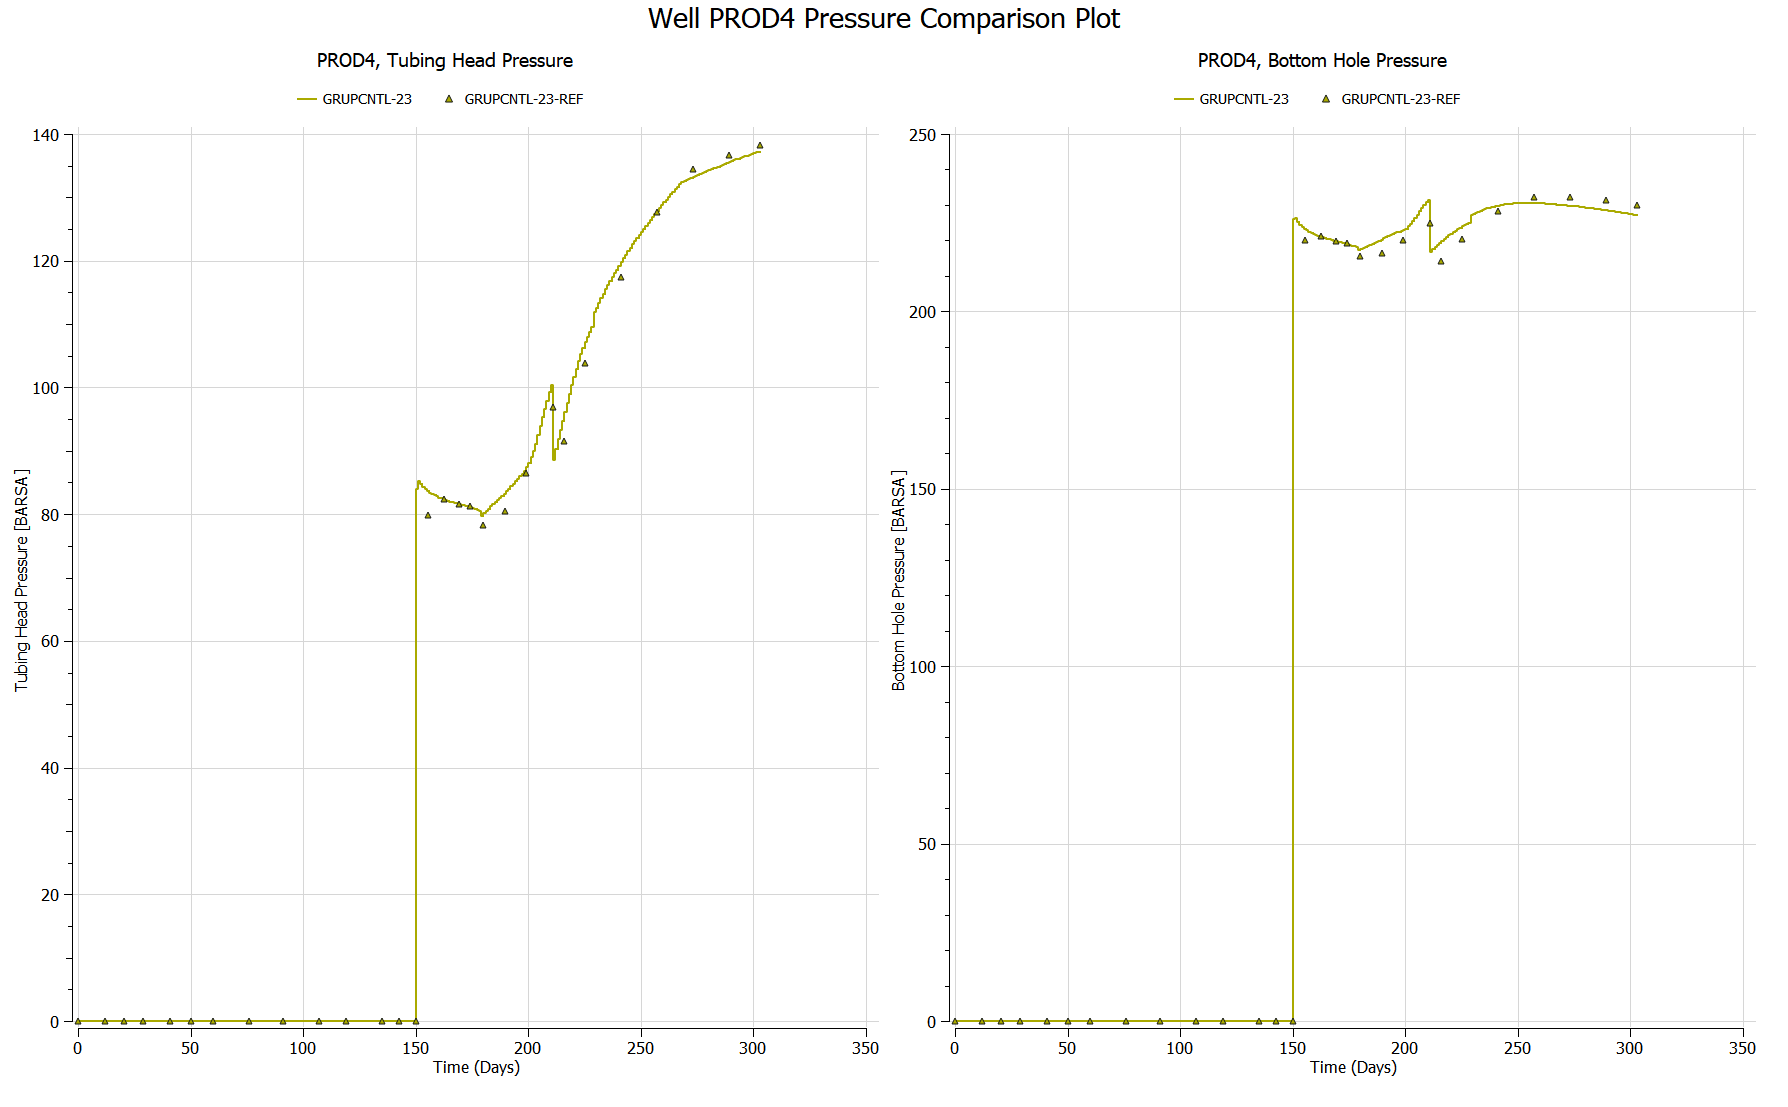 Well PROD4 Pressure Comparison Plot
PROD4, Tubing Head Pressure
GRUPCNTL-23 GRUPCNTL-23-REF
Tubing Head Pressure [BARSA]
140
120
100
80
60
40
20
0
0 50 100 150 200 250 300 350
Time (Days)
PROD4, Bottom Hole Pressure
GRUPCNTL-23 GRUPCNTL-23-REF
Bottom Hole Pressure [BARSA]
250
200
150
100
50
0
0 50 100 150 200 250 300 350
Time (Days)